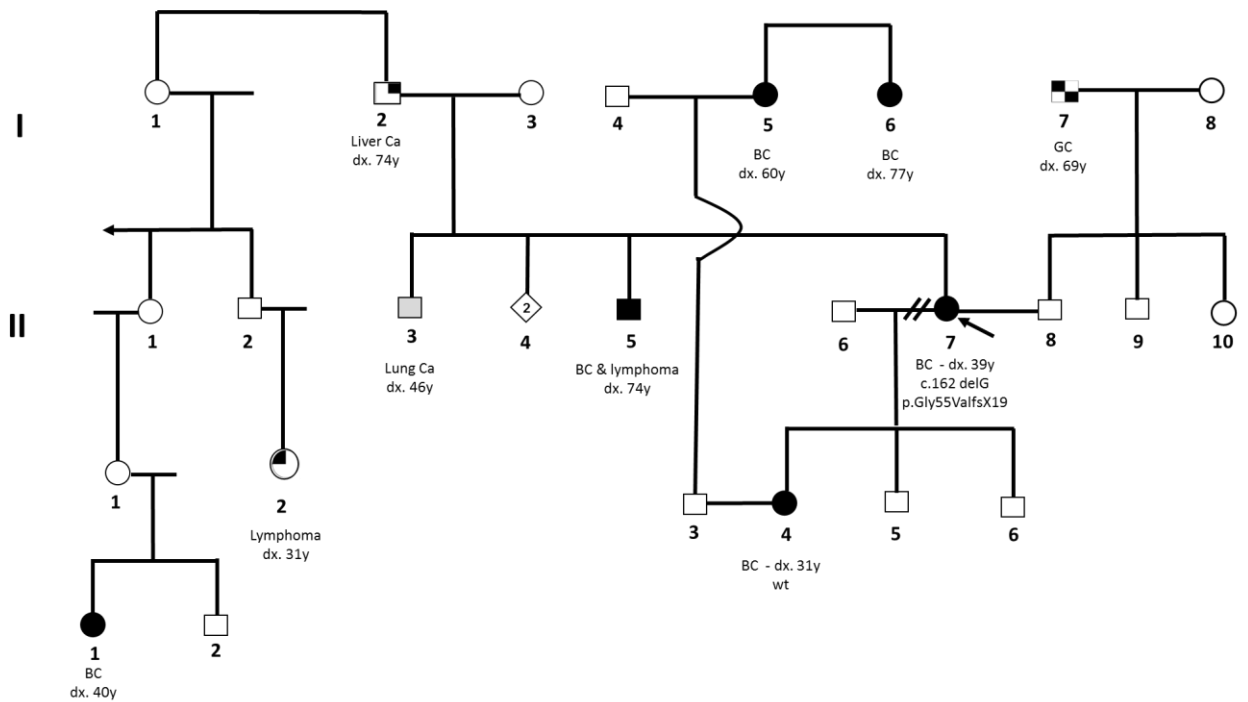 1
2
Liver Ca
dx. 74y
3
4
5
BC
dx. 60y
6
BC
dx. 77y
7
GC
dx. 69y
8
I
1
2
3
Lung Ca
dx. 46y
2
4
5
BC & lymphoma
dx. 74y
6
7
BC - dx. 39y
c.162 delG
p.Gly55ValfsX19
8
9
10
II
1
2
Lymphoma
dx. 31y
3
4
BC - dx. 31y
wt
5
6
1
BC
dx. 40y
2